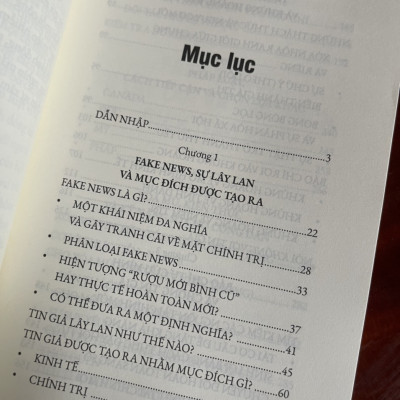 Mục lục
DẪN NHẬP 3
Chương 1
FAKE NEWS, SỰ LÂY LAN
VÀ MỤC ĐÍCH ĐƯỢC TẠO RA
FAKE NEWS LÀ GÌ? 22
• MỘT KHÁI NIỆM ĐA NGHĨA
VÀ GÂY TRANH CÃI VỀ MẶT CHÍNH TRỊ 28
• PHÂN LOẠI FAKE NEWS 33
• HIỆN TƯỢNG “RƯỢU MỚI BÌNH CŨ”
HAY THỰC TẾ HOÀN TOÀN MỚI? 37
• CÓ THỂ ĐƯA RA MỘT ĐỊNH NGHĨA? 41
TIN GIẢ LÂY LAN NHƯ THẾ NÀO? 45
TIN GIẢ ĐƯỢC TẠO RA NHẰM MỤC ĐÍCH GÌ? 60
• KINH TẾ
• CHÍNH TRỊ